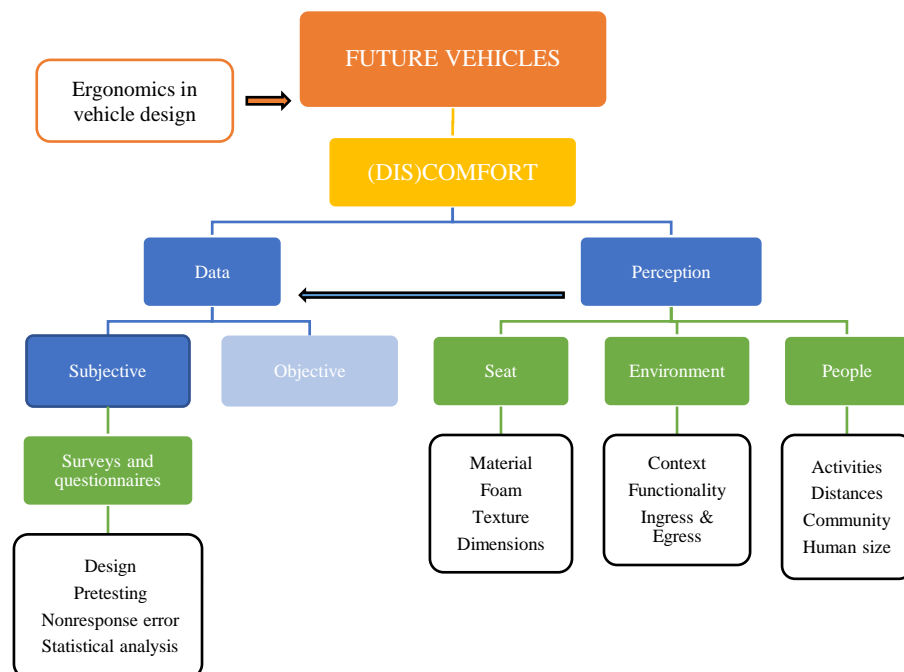 FUTURE VEHICLES
Ergonomics in
vehicle design
(DIS)COMFORT
Data
Perception
Subjective
Objective
Seat
Environment
People
Surveys and
questionnaires
Material
Foam
Texture
Dimensions
Context
Functionality
Ingress &
Egress
Activities
Distances
Community
Human size
Design
Pretesting
Nonresponse error
Statistical analysis